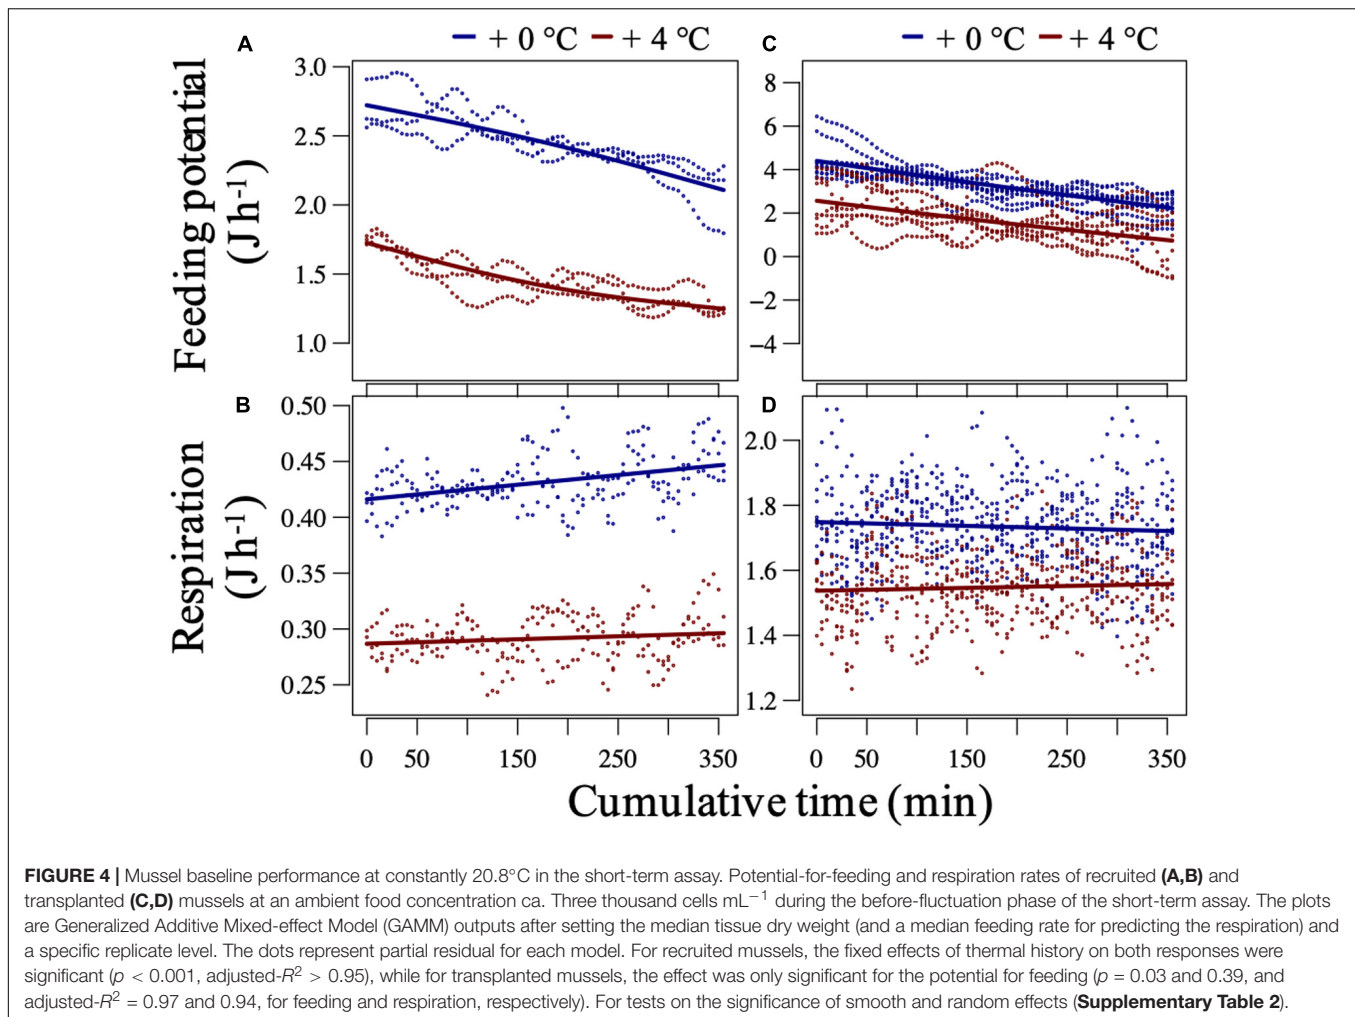 A
+ 0 °C
+ 4 °C
C
+ 0 °C
+ 4 °C
Feeding potential
(J h-1)
3.0
2.5
2.0
1.5
1.0
8
6
4
2
0
−2
−4
B
D
Respiration
(J h-1)
0.50
0.45
0.40
0.35
0.30
0.25
2.0
1.8
1.6
1.4
1.2
0 50 150 250 350
0 50 150 250 350
Cumulative time (min)
FIGURE 4 | Mussel baseline performance at constantly 20.8°C in the short-term assay. Potential-for-feeding and respiration rates of recruited (A,B) and
transplanted (C,D) mussels at an ambient food concentration ca. Three thousand cells mL−1 during the before-fluctuation phase of the short-term assay. The plots
are Generalized Additive Mixed-effect Model (GAMM) outputs after setting the median tissue dry weight (and a median feeding rate for predicting the respiration) and
a specific replicate level. The dots represent partial residual for each model. For recruited mussels, the fixed effects of thermal history on both responses were
significant (p < 0.001, adjusted-R2 > 0.95), while for transplanted mussels, the effect was only significant for the potential for feeding (p = 0.03 and 0.39, and
adjusted-R2 = 0.97 and 0.94, for feeding and respiration, respectively). For tests on the significance of smooth and random effects (Supplementary Table 2).